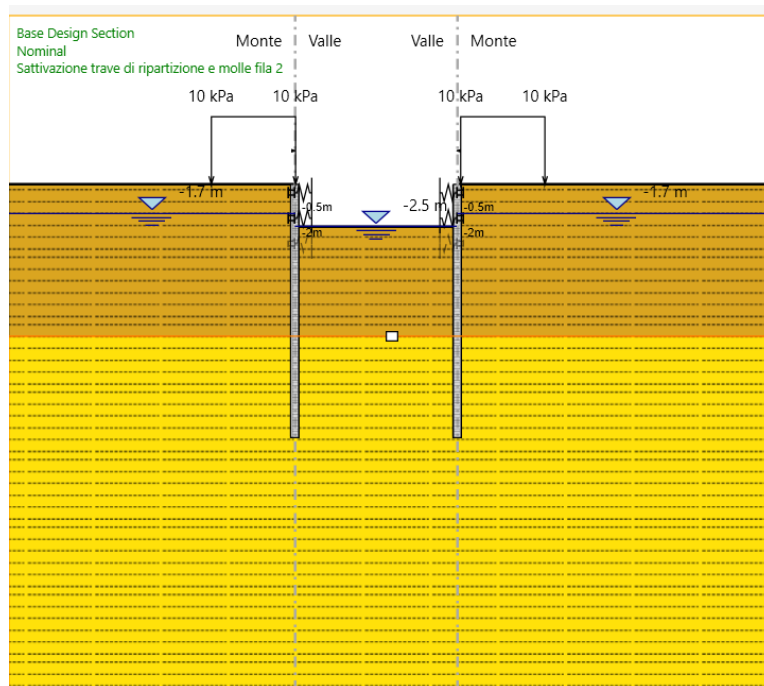 Base Design Section
Nominal
Sattivazione trave di ripartizione e molle fila 2
Monte Valle Valle Monte
10 kPa 10 kPa 10 kPa 10 kPa
-1.7 m -2.5 m -1.7 m
-0.5m -0.5m
-2m -2m